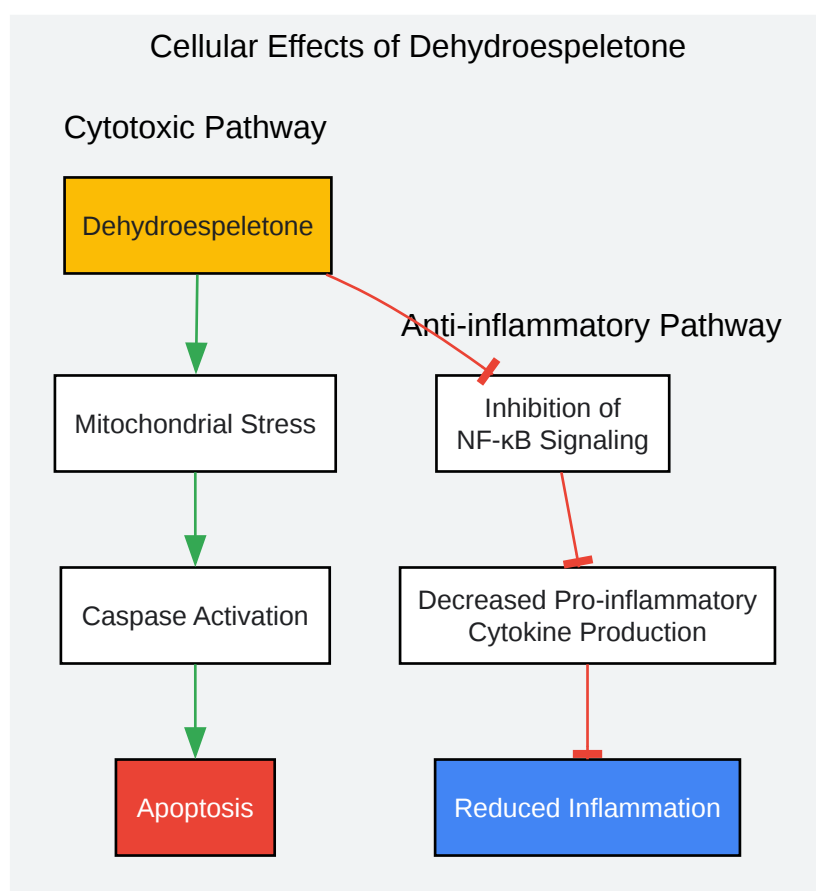 Cellular Effects of Dehydroespeletone
Cytotoxic Pathway
Dehydroespeletone
Anti-inflammatory Pathway
Mitochondrial Stress
Inhibition of
NF-κB Signaling
Caspase Activation
Decreased Pro-inflammatory
Cytokine Production
Apoptosis
Reduced Inflammation